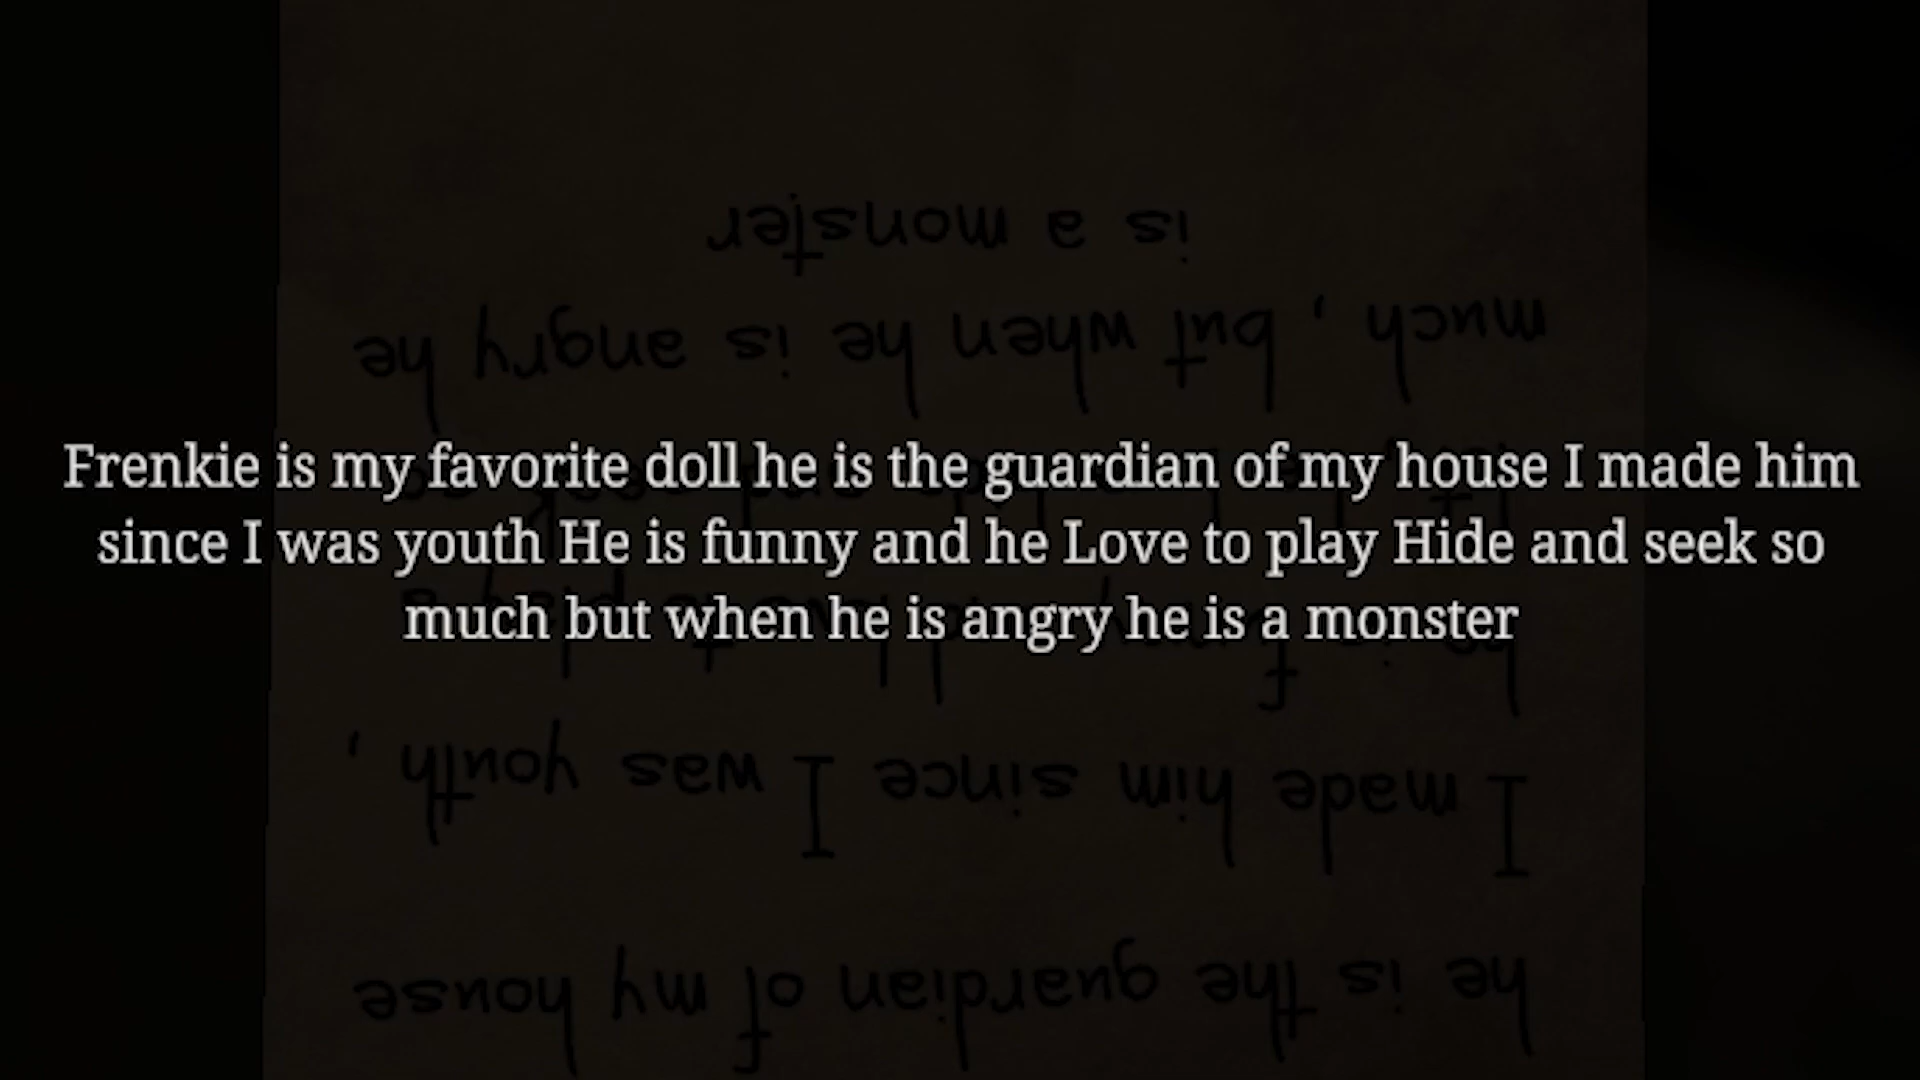 Frenkie is my favorite doll he is the guardian of my house I made him
since I was youth He is funny and he Love to play Hide and seek so
much but when he is angry he is a monster
he is the guardian of my house
I made him since I was youth ,
much , but when he is angry he
is a monster